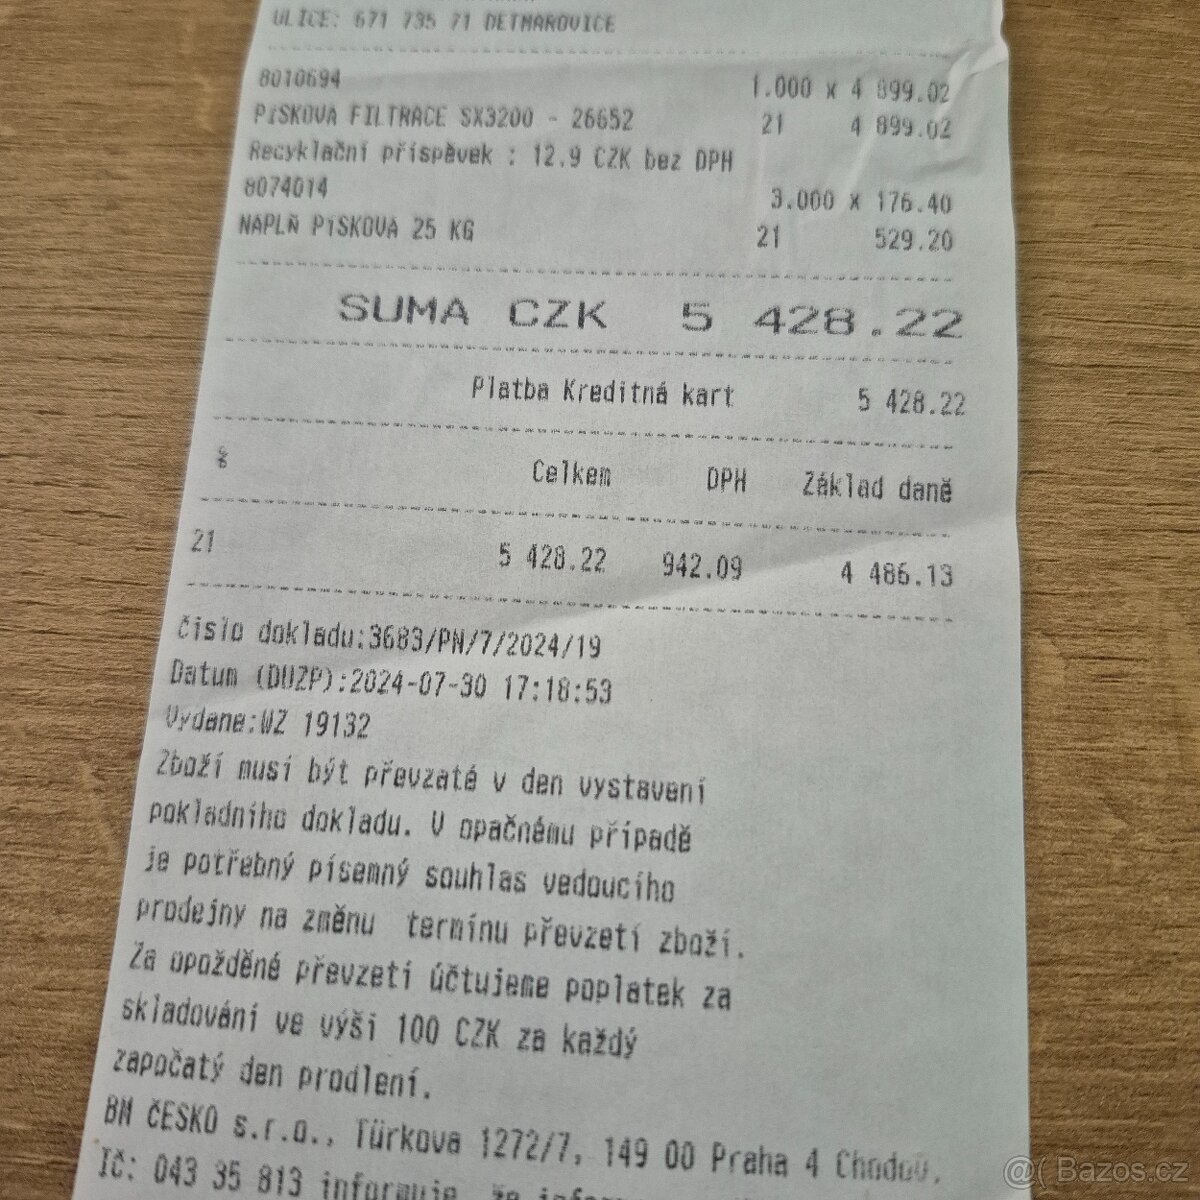 ULICE: 671 735 71 DETMAROVICE
8010694 1.000 x 4 899.02
PÍSKOVÁ FILTRACE SX3200 - 26652 21 4 899.02
Recyklační příspěvek : 12.9 CZK bez DPH
8074014 3.000 x 176.40
NÁPLŇ PÍSKOVÁ 25 KG 21 529.20
SUMA CZK 5 428.22
Platba Kreditná kart 5 428.22
% Celkem DPH Základ daně
21 5 428.22 942.09 4 486.13
číslo dokladu:3683/PN/7/2024/19
Datum (DUZP):2024-07-30 17:18:53
Vydane:WZ 19132
Zboží musí být převzaté v den vystavení
pokladního dokladu. V opačnému případě
je potřebný písemný souhlas vedoucího
prodejny na změnu termínu převzetí zboží.
Za opožděné převzetí účtujeme poplatek za
skladování ve výši 100 CZK za každý
započatý den prodlení.
BM ČESKO s.r.o., Türkova 1272/7, 149 00 Praha 4 Chodov,
IČ: 043 35 813 informuje, že
Bazos.cz